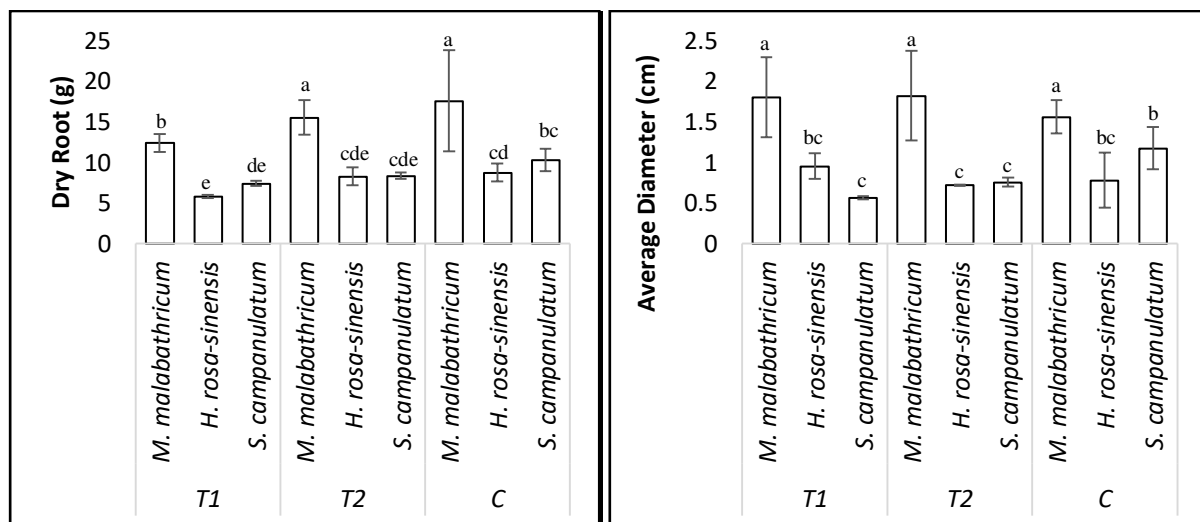 Dry Root (g)
25
20
15
10
5
0
b
e
de
a
cde
cde
a
cd
bc
M. malabathricum
H. rosa-sinensis
S. campanulatum
M. malabathricum
H. rosa-sinensis
S. campanulatum
M. malabathricum
H. rosa-sinensis
S. campanulatum
T1
T2
C
Average Diameter (cm)
2.5
2
1.5
1
0.5
0
a
bc
c
a
c
c
a
bc
b
M. malabathricum
H. rosa-sinensis
S. campanulatum
M. malabathricum
H. rosa-sinensis
S. campanulatum
M. malabathricum
H. rosa-sinensis
S. campanulatum
T1
T2
C